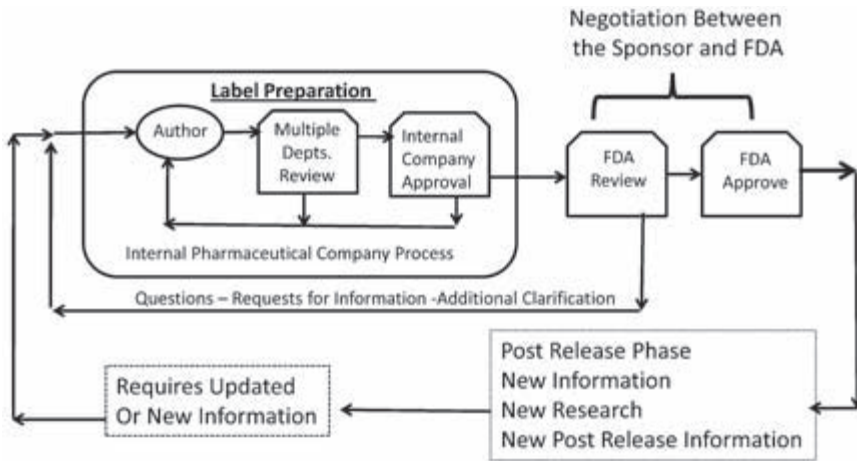 Negotiation Between
the Sponsor and FDA
Label Preparation
Author
Multiple
Depts.
Review
Internal
Company
Approval
FDA
Review
FDA
Approve
Internal Pharmaceutical Company Process
Questions – Requests for Information -Additional Clarification
Post Release Phase
New Information
New Research
New Post Release Information
Requires Updated
Or New Information